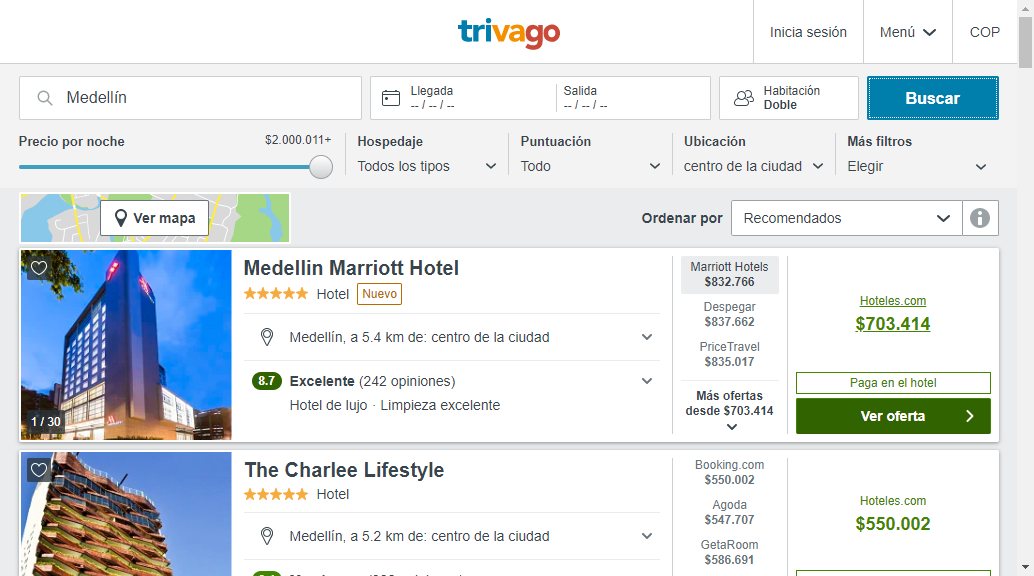 trivago
Inicia sesión
Menú
COP
Medellín
Llegada
-- / -- / --
Salida
-- / -- / --
Habitación
Doble
Buscar
Precio por noche
$2.000.011+
Hospedaje
Todos los tipos
Puntuación
Todo
Ubicación
centro de la ciudad
Más filtros
Elegir
Ver mapa
Ordenar por
Recomendados
Medellin Marriott Hotel
Hotel
Nuevo
Medellín, a 5.4 km de: centro de la ciudad
8.7 Excelente (242 opiniones)
Hotel de lujo · Limpieza excelente
1 / 30
Marriott Hotels
$832.766
Despegar
$837.662
PriceTravel
$835.017
Más ofertas
desde $703.414
Hoteles.com
$703.414
Paga en el hotel
Ver oferta
The Charlee Lifestyle
Hotel
Medellín, a 5.2 km de: centro de la ciudad
Booking.com
$550.002
Agoda
$547.707
GetaRoom
$586.691
Hoteles.com
$550.002